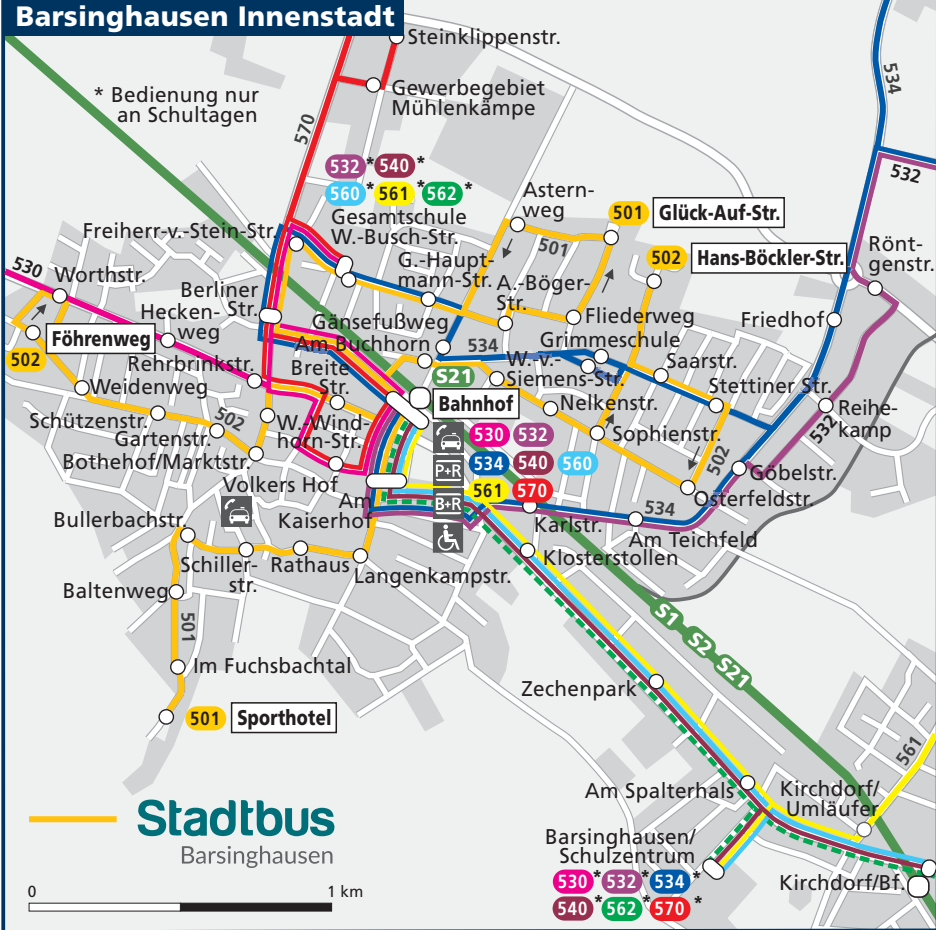 Barsinghausen Innenstadt
Steinklippenstr.
534
* Bedienung nur
an Schultagen
Gewerbegebiet
Mühlenkämpe
570
532* 540*
560* 561* 562*
532
Gesamtschule
W.-Busch-Str.
Astern-
weg
501
Glück-Auf-Str.
Freiherr-v.-Stein-Str.
501
502
Hans-Böckler-Str.
Rönt-
genstr.
530
Worthstr.
G.-Haupt-
mann-Str.
A.-Böger-
Str.
Berliner
Str.
Hecken-
weg
Gänsefußweg
Fliederweg
Friedhof
Föhrenweg
502
Am Buchhorn
534
Grimmeschule
Rehrbrinkstr.
Breite
Str.
S21
W.-v.-
Siemens-Str.
Saarstr.
Weidenweg
Bahnhof
Stettiner Str.
Schützenstr.
502
Nelkenstr.
Reihe-
kamp
532
Gartenstr.
W.-Wind-
horn-Str.
530 532
Sophienstr.
502
Bothehof/Marktstr.
P+R
534 540 560
Göbelstr.
Volkers Hof
561 570
Osterfeldstr.
B+R
Am
Kaiserhof
534
Bullerbachstr.
Karlstr.
Am Teichfeld
Schiller-
str.
Rathaus
Langenkampstr.
Klosterstollen
Baltenweg
501
S1 S2 S21
Im Fuchsbachtal
Zechenpark
501
Sporthotel
561
Am Spalterhals
Kirchdorf/
Umläufer
Stadtbus
Barsinghausen
Barsinghausen/
Schulzentrum
530* 532* 534*
540* 562* 570*
Kirchdorf/Bf.
0
1 km